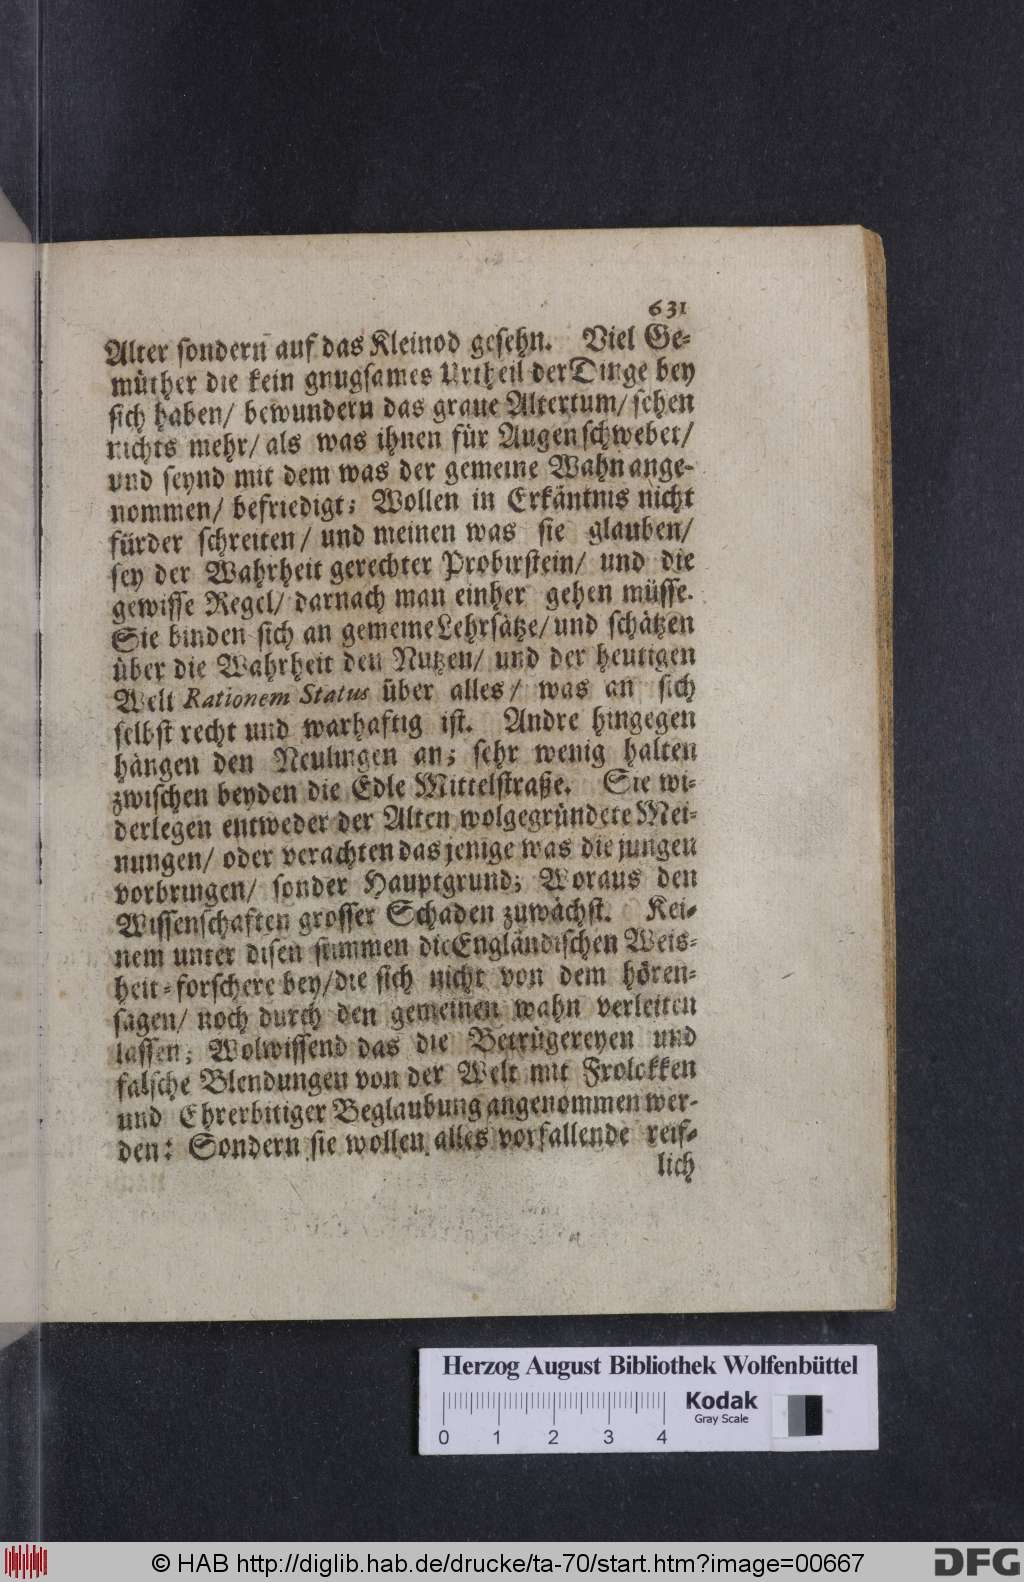 631
Alter sondern auf das Kleinod gesehn. Viel Ge-
müther die kein gnugsames Urtheil der Dinge bey
sich haben/ bewundern das graue Altertum/ sehen
nichts mehr/ als was ihnen für Augen schwebet/
und seynd mit dem was der gemeine Wahn ange-
nommen/ befriedigt; Wollen in Erkäntnis nicht
fürder schreiten/ und meinen was sie glauben/
sey der Wahrheit gerechter Probirstein/ und die
gewisse Regel/ darnach man einher gehen müsse.
Sie binden sich an gemeine Lehrsätze/ und schätzen
über die Wahrheit den Nutzen/ und der heutigen
Welt Rationem Status über alles/ was an sich
selbst recht und warhaftig ist. Andre hingegen
hängen den Neulingen an; sehr wenig halten
zwischen beyden die Edle Mittelstraße. Sie wi-
derlegen entweder der Alten wolgegründete Mei-
nungen/ oder verachten dasjenige was die jungen
vorbringen/ sonder Hauptgrund; Woraus den
Wissenschaften grosser Schaden zuwächst. Kei-
nem unter disen stimmen die Engländischen Weis-
heit-forschere bey/ die sich nicht von dem hören-
sagen/ noch durch den gemeinen wahn verleiten
lassen; Wolwissend das die Betrügereyen und
falsche Blendungen von der Welt mit Frolokken
und Ehrerbitiger Beglaubung angenommen wer-
den: Sondern sie wollen alles vorfallende reif-
lich
Herzog August Bibliothek Wolfenbüttel
Kodak
Gray Scale
0 1 2 3 4
© HAB http://diglib.hab.de/drucke/ta-70/start.htm?image=00667
DFG